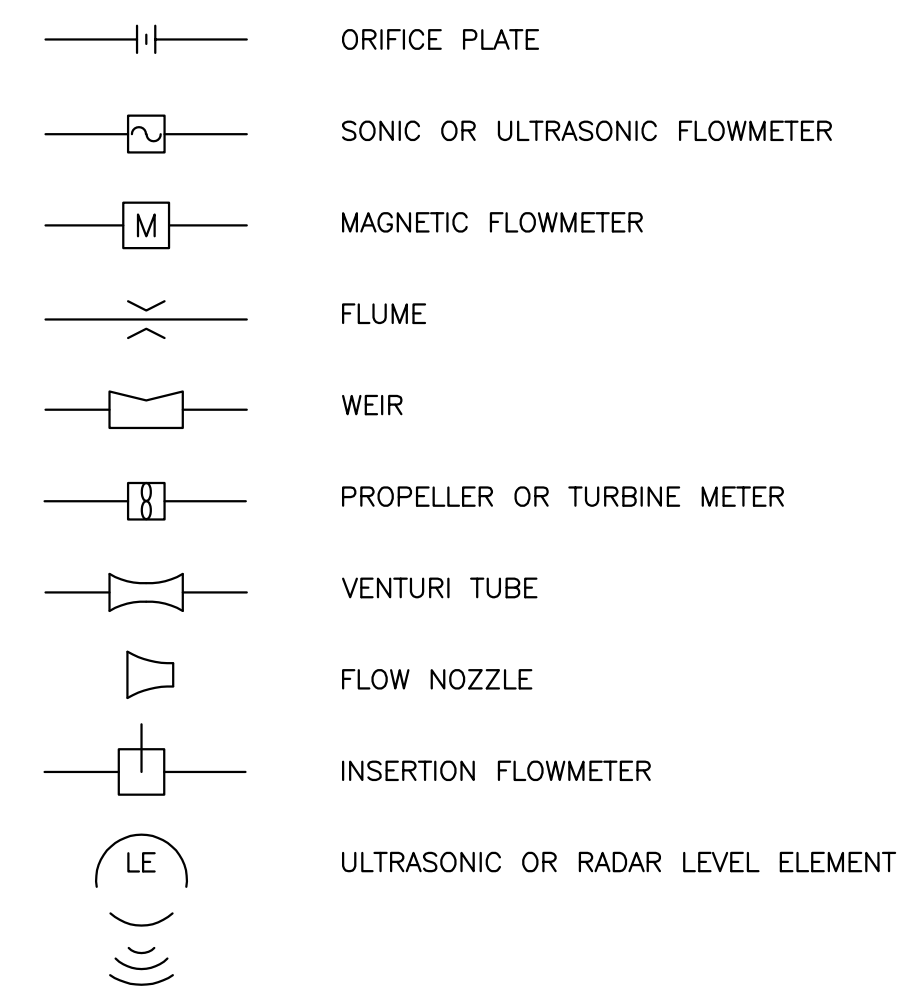 ORIFICE PLATE
SONIC OR ULTRASONIC FLOWMETER
M MAGNETIC FLOWMETER
FLUME
WEIR
PROPELLER OR TURBINE METER
VENTURI TUBE
FLOW NOZZLE
INSERTION FLOWMETER
LE ULTRASONIC OR RADAR LEVEL ELEMENT